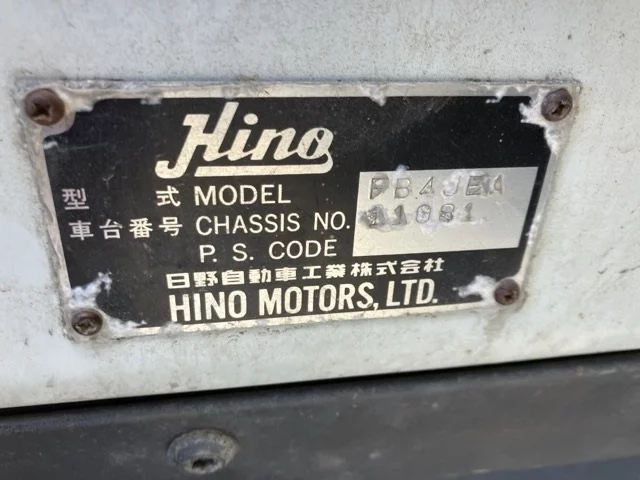 Hino
型 式 MODEL
車台番号 CHASSIS NO.
P. S. CODE
日野自動車工業株式会社
HINO MOTORS, LTD.